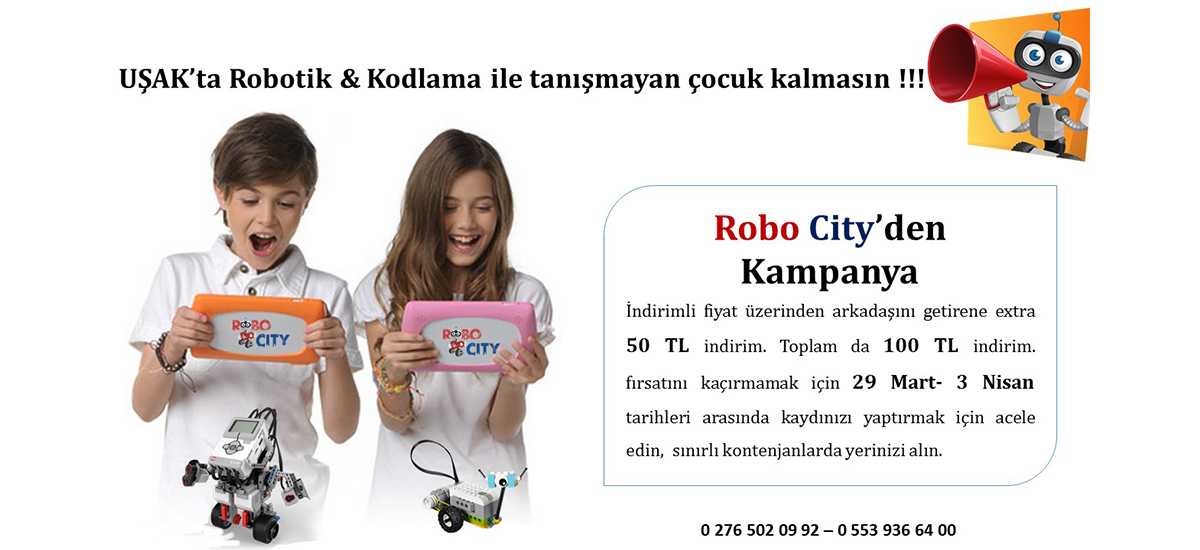 UŞAK’ta Robotik & Kodlama ile tanışmayan çocuk kalmasın !!!
ROBO
CITY
ROBO
CITY
Robo City’den
Kampanya
İndirimli fiyat üzerinden arkadaşını getirene extra
50 TL indirim. Toplam da 100 TL indirim.
fırsatını kaçırmamak için 29 Mart- 3 Nisan
tarihleri arasında kaydınızı yaptırmak için acele
edin, sınırlı kontenjanlarda yerinizi alın.
0 276 502 09 92 – 0 553 936 64 00